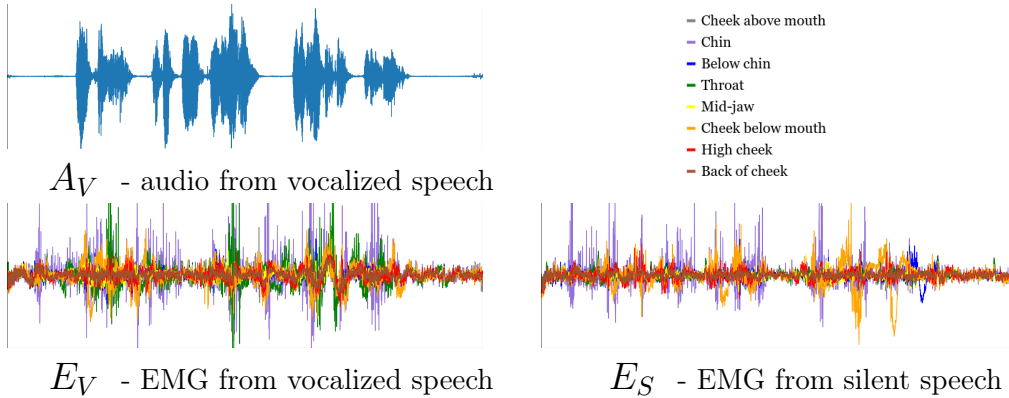 Cheek above mouth
Chin
Below chin
Throat
Mid-jaw
Cheek below mouth
High cheek
Back of cheek
A_V - audio from vocalized speech
E_V - EMG from vocalized speech
E_S - EMG from silent speech